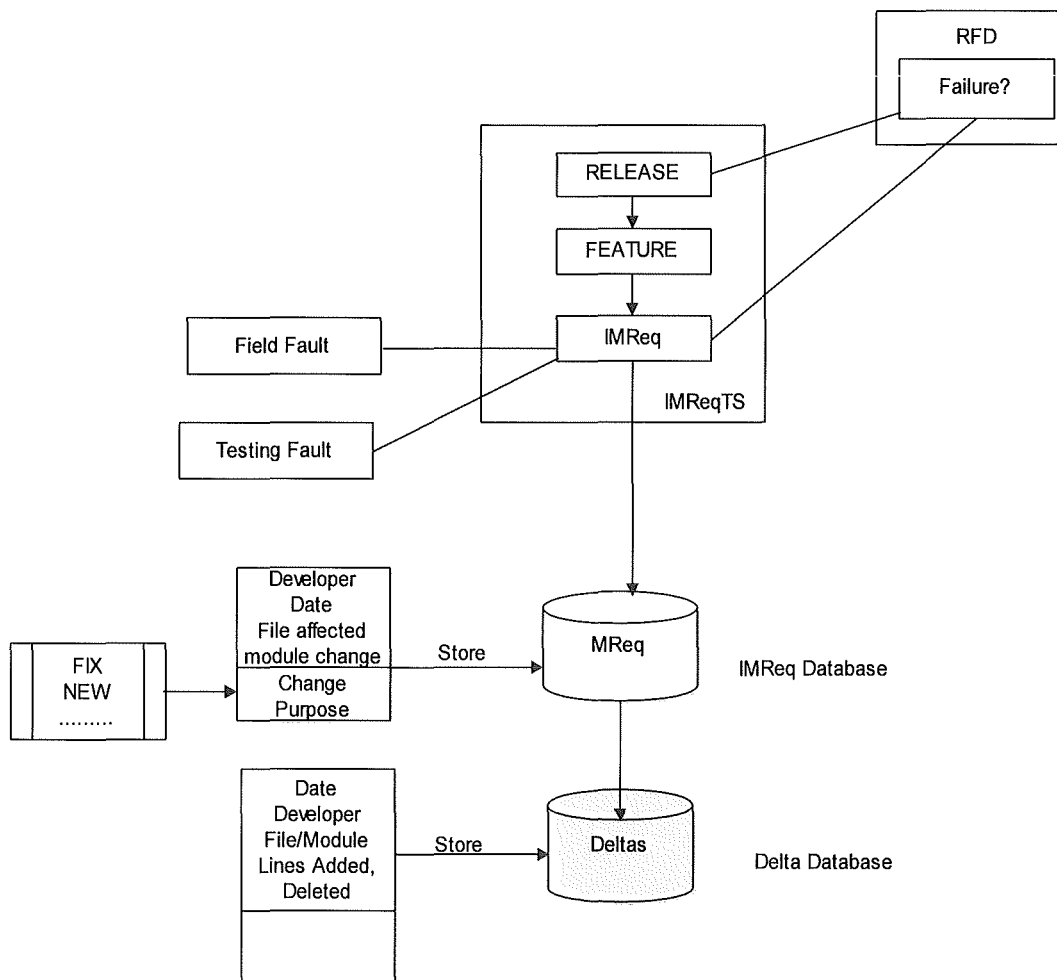 RFD
Failure?
RELEASE
FEATURE
IMReq
IMReqTS
Field Fault
Testing Fault
Developer
Date
File affected
module change
Change
Purpose
FIX
NEW
.........
Store
MReq
IMReq Database
Date
Developer
File/Module
Lines Added,
Deleted
Store
Deltas
Delta Database